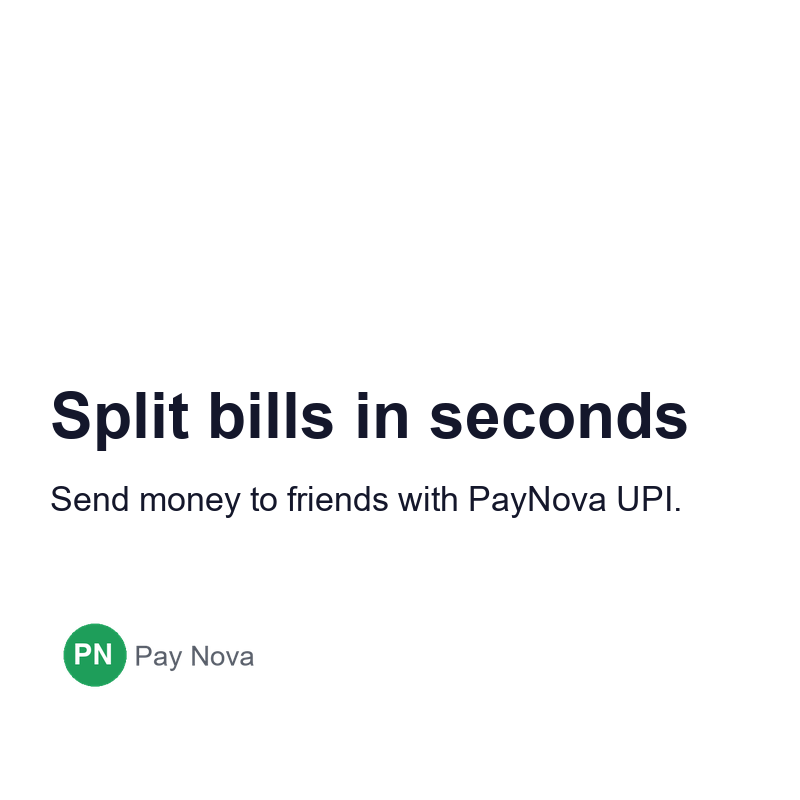 Split bills in seconds
Send money to friends with PayNova UPI.
PN Pay Nova